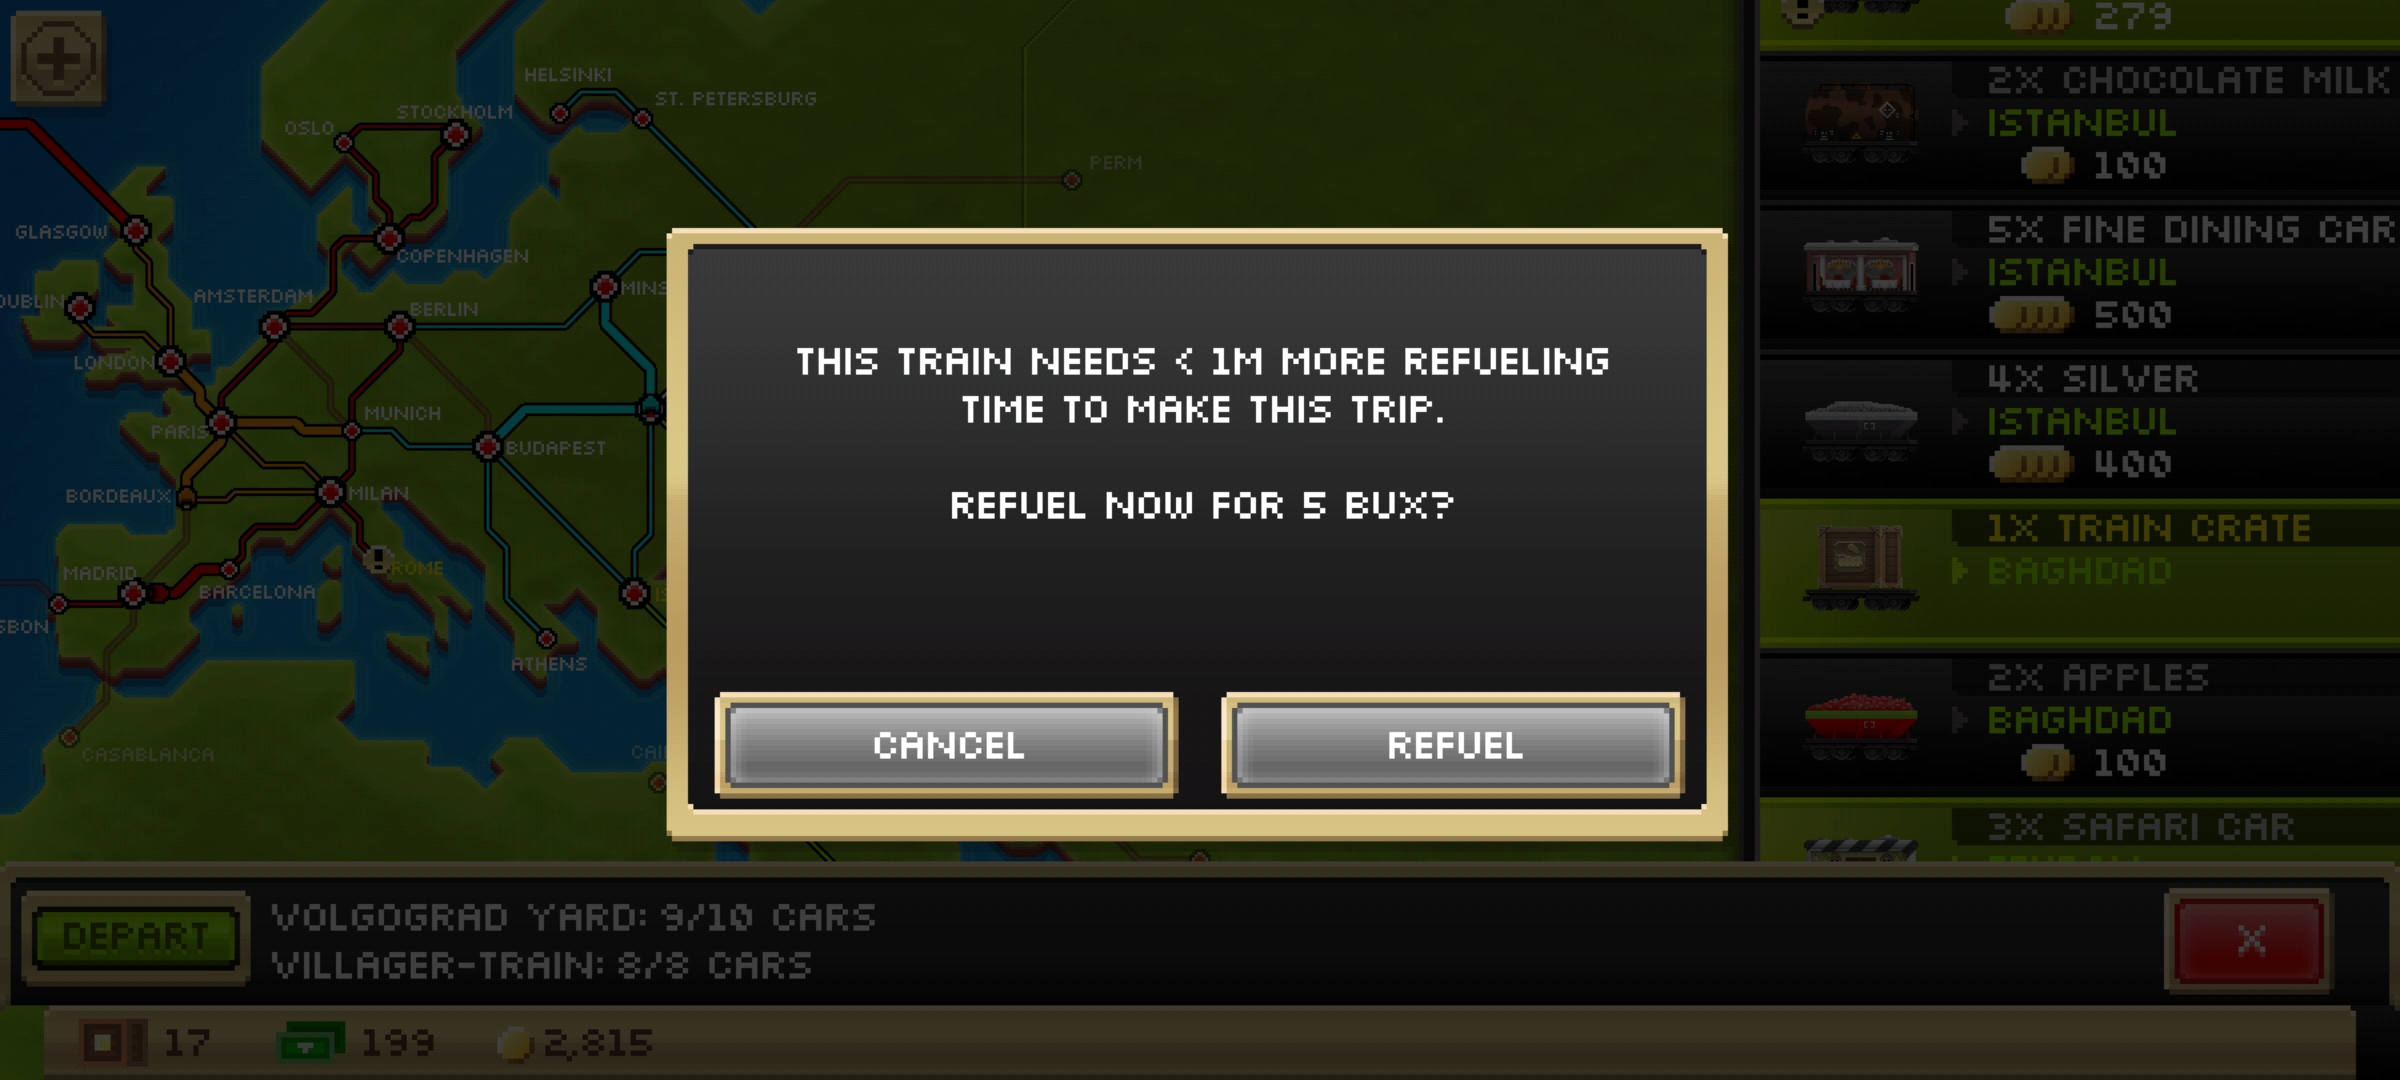 279
HELSINKI
ST. PETERSBURG
STOCKHOLM
OSLO
PERM
GLASGOW
COPENHAGEN
AMSTERDAM
BERLIN
DUBLIN
MINS
LONDON
MUNICH
PARIS
BUDAPEST
BORDEAUX
MILAN
MADRID
ROME
BARCELONA
SBON
ATHENS
CASABLANCA
CAI
2X CHOCOLATE MILK
ISTANBUL
100
5X FINE DINING CAR
ISTANBUL
500
4X SILVER
ISTANBUL
400
1X TRAIN CRATE
BAGHDAD
2X APPLES
BAGHDAD
100
3X SAFARI CAR
THIS TRAIN NEEDS < 1M MORE REFUELING
TIME TO MAKE THIS TRIP.
REFUEL NOW FOR 5 BUX?
CANCEL
REFUEL
DEPART
VOLGOGRAD YARD: 9/10 CARS
VILLAGER-TRAIN: 8/8 CARS
X
17
199
2,815